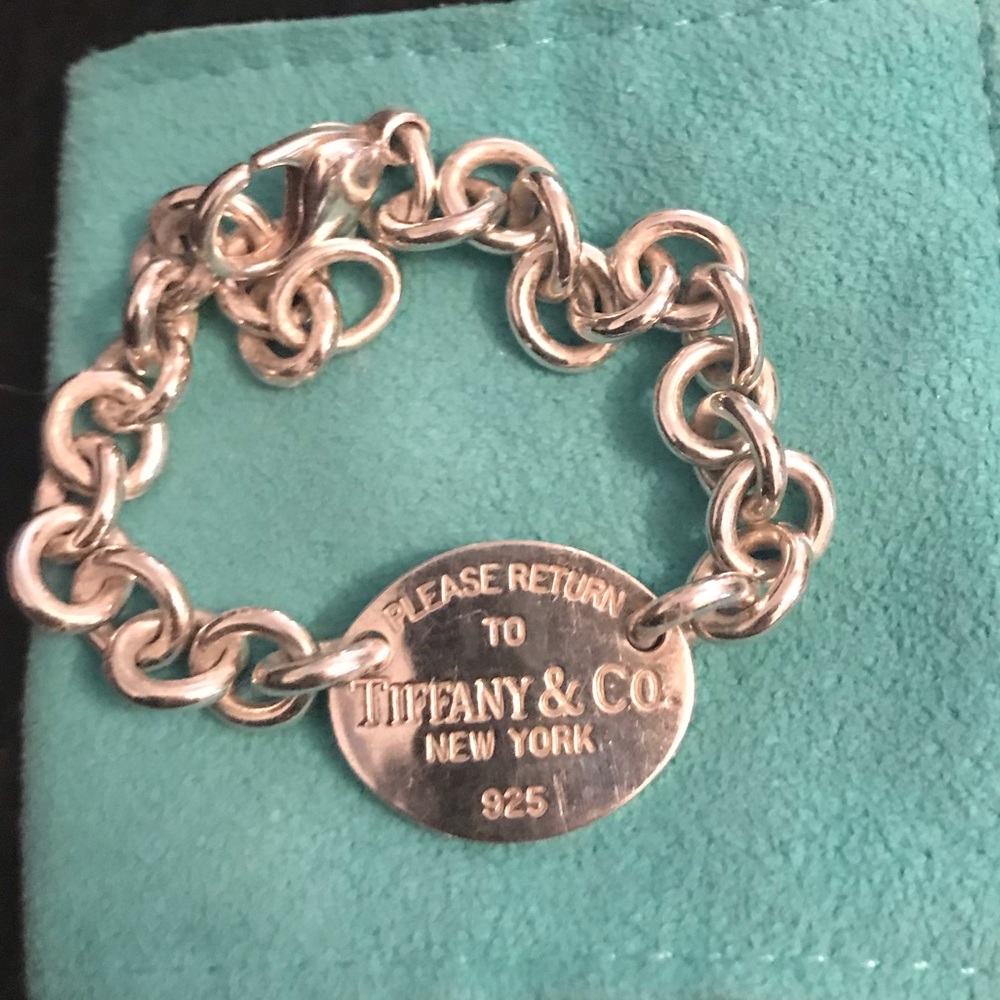 PLEASE RETURN
TO
TIFFANY & CO.
NEW YORK
925